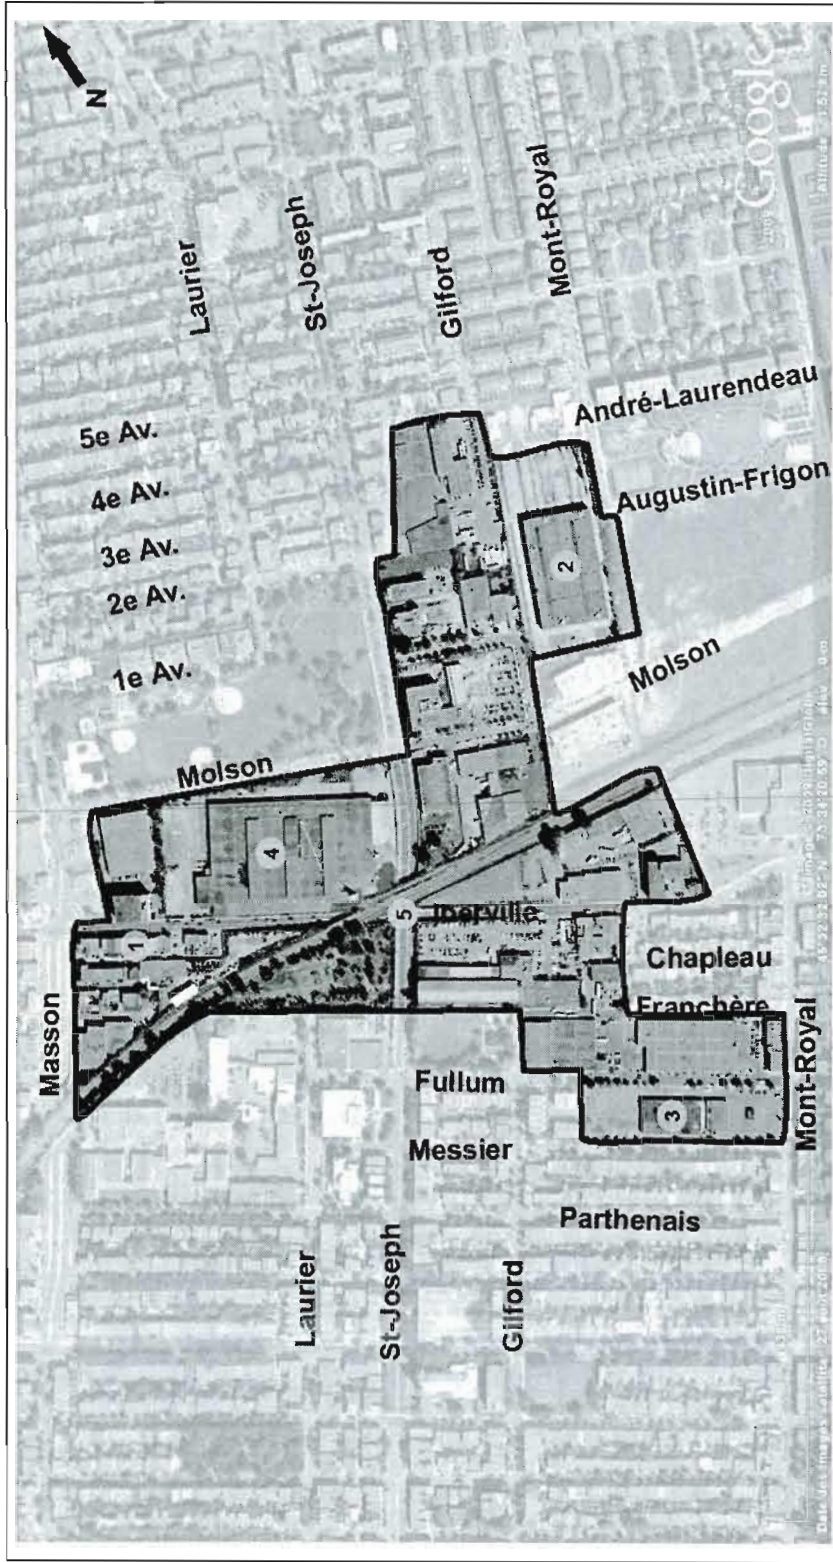 N
Laurier
St-Joseph
Gilford
Mont-Royal
Google
5e Av.
4e Av.
3e Av.
2e Av.
1e Av.
André-Laurendeau
Augustin-Frigon
2
Molson
Molson
4
1
5
Iberville
Chapleau
Franchère
Masson
Fullum
Messier
3
Mont-Royal
Parthenais
Laurier
St-Joseph
Gilford